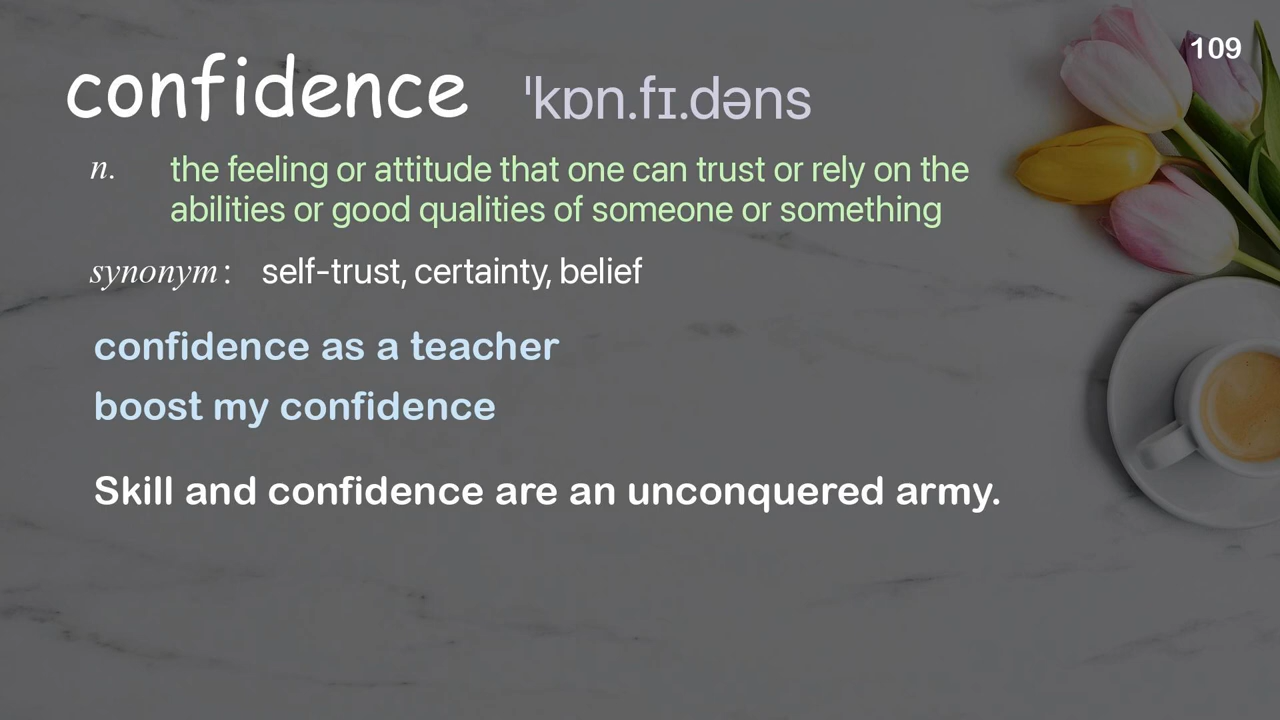 109
confidence ˈkɒn.fɪ.dəns
n. the feeling or attitude that one can trust or rely on the
abilities or good qualities of someone or something
synonym: self-trust, certainty, belief
confidence as a teacher
boost my confidence
Skill and confidence are an unconquered army.